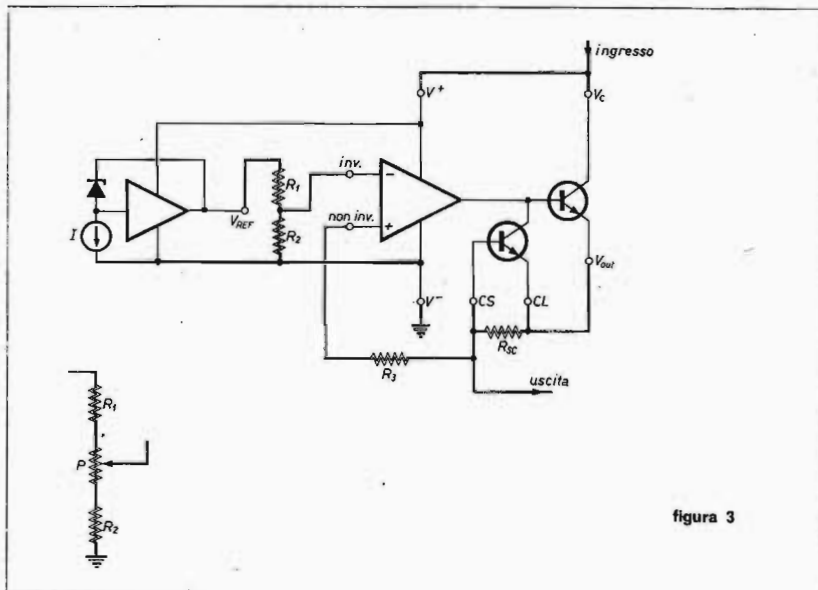 ingresso
V+
Vc
inv.
R1
VREF
I
non inv.
R2
Vout
V-
CS
CL
RSC
R3
uscita
R1
P
R2
figura 3